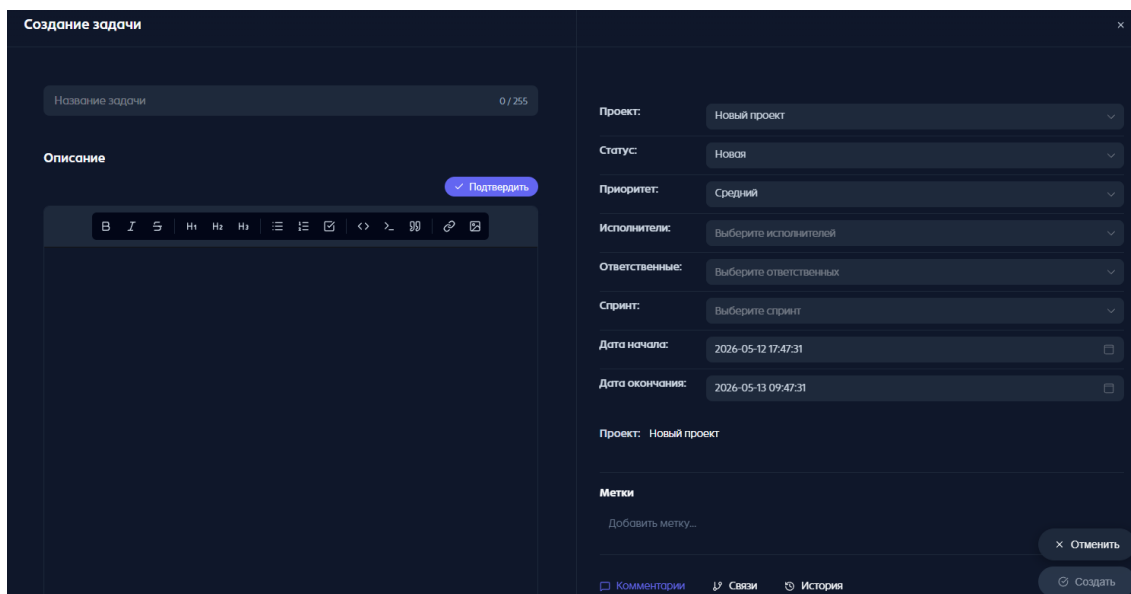 Создание задачи
Название задачи 0 / 255
Описание
Подтвердить
B I S H1 H2 H3
Проект: Новый проект
Статус: Новая
Приоритет: Средний
Исполнители: Выберите исполнителей
Ответственные: Выберите ответственных
Спринт: Выберите спринт
Дата начала: 2026-05-12 17:47:31
Дата окончания: 2026-05-13 09:47:31
Проект: Новый проект
Метки
Добавить метку...
Отменить
Комментарии Связи История
Создать